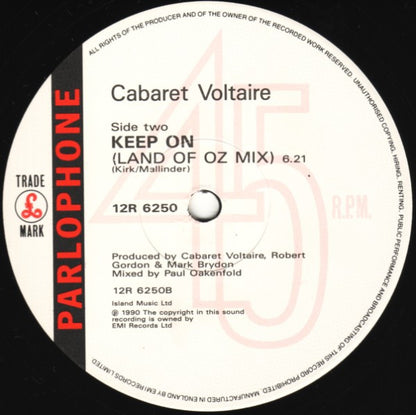 ALL RIGHTS OF THE PRODUCER AND OF THE OWNER OF THE RECORDED WORK RESERVED. UNAUTHORISED COPYING, HIRING, RENTING, PUBLIC PERFORMANCE AND BROADCASTING OF THIS RECORD PROHIBITED. MANUFACTURED IN ENGLAND BY EMI RECORDS LIMITED.
PARLOPHONE
TRADE
£
MARK
45
R.P.M.
Cabaret Voltaire
Side two
KEEP ON
(LAND OF OZ MIX) 6.21
(Kirk/Mallinder)
12R 6250
Produced by Cabaret Voltaire, Robert
Gordon & Mark Brydon
Mixed by Paul Oakenfold
12R 6250B
Island Music Ltd
℗ 1990 The copyright in this sound
recording is owned by
EMI Records Ltd